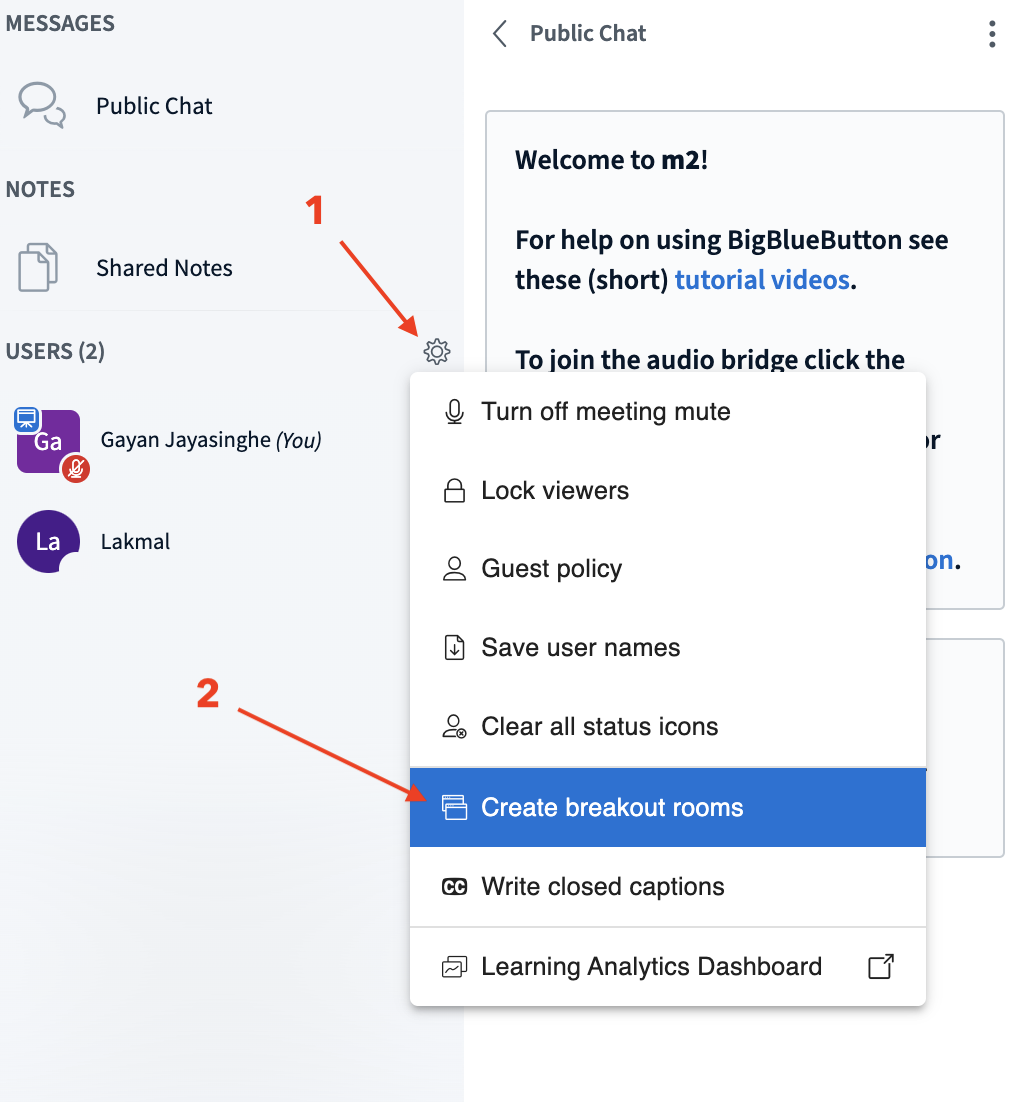 MESSAGES
Public Chat
NOTES
Shared Notes
USERS (2)
Ga
Gayan Jayasinghe (You)
La
Lakmal
1
2
Public Chat
Welcome to m2!
For help on using BigBlueButton see
these (short) tutorial videos.
To join the audio bridge click the
on.
Turn off meeting mute
Lock viewers
Guest policy
Save user names
Clear all status icons
Create breakout rooms
CC Write closed captions
Learning Analytics Dashboard